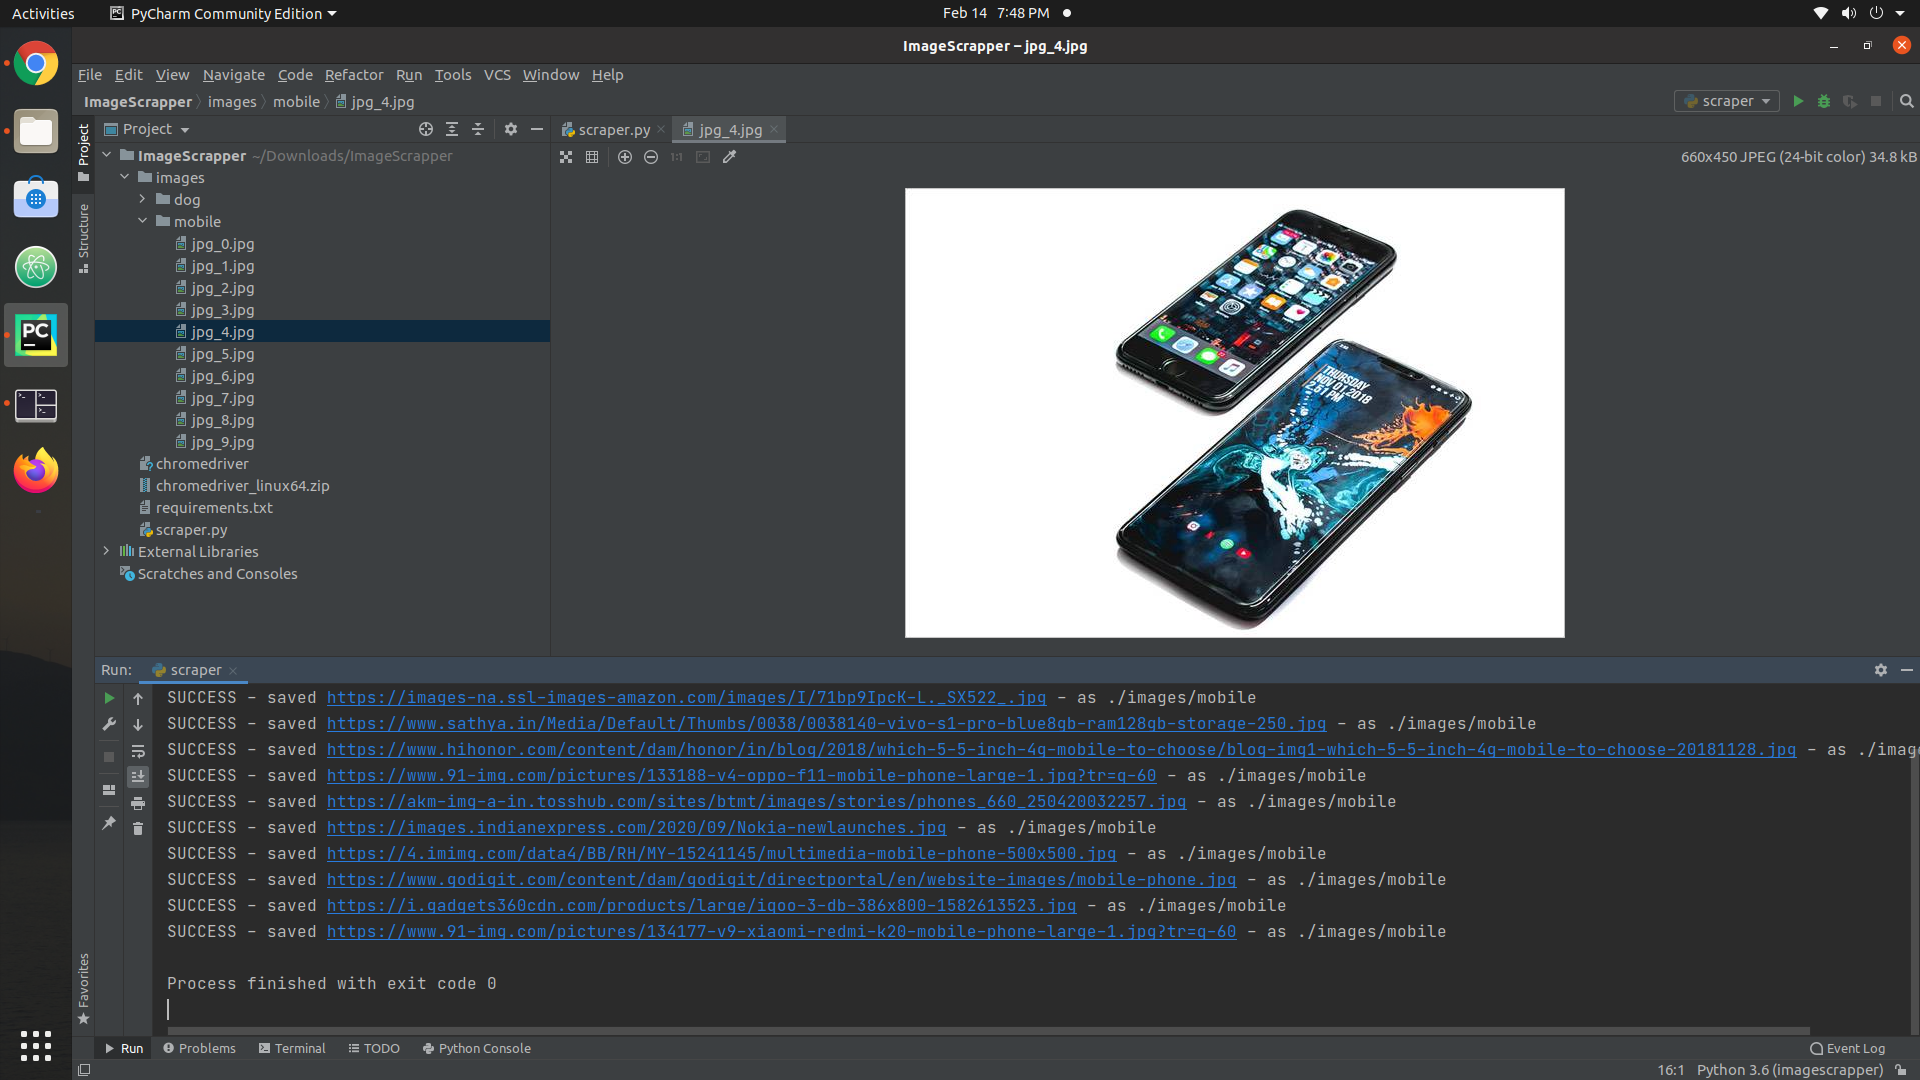 Activities PyCharm Community Edition Feb 14 7:48 PM
ImageScrapper – jpg_4.jpg
File Edit View Navigate Code Refactor Run Tools VCS Window Help
ImageScrapper images mobile jpg_4.jpg scraper
Project Project scraper.py jpg_4.jpg
1:1 660x450 JPEG (24-bit color) 34.8 kB
ImageScrapper ~/Downloads/ImageScrapper
images
dog
mobile
Structure
jpg_0.jpg
jpg_1.jpg
jpg_2.jpg
jpg_3.jpg
jpg_4.jpg
jpg_5.jpg
jpg_6.jpg
jpg_7.jpg
jpg_8.jpg
jpg_9.jpg
chromedriver
chromedriver_linux64.zip
requirements.txt
scraper.py
External Libraries
Scratches and Consoles
PC
THURSDAY
NOV 01, 2018
2:51 PM
Run: scraper
SUCCESS - saved https://images-na.ssl-images-amazon.com/images/I/71bp9IpcK-L._SX522_.jpg - as ./images/mobile
SUCCESS - saved https://www.sathya.in/Media/Default/Thumbs/0038/0038140-vivo-s1-pro-blue8gb-ram128gb-storage-250.jpg - as ./images/mobile
SUCCESS - saved https://www.hihonor.com/content/dam/honor/in/blog/2018/which-5-5-inch-4g-mobile-to-choose/blog-img1-which-5-5-inch-4g-mobile-to-choose-20181128.jpg - as ./imag
SUCCESS - saved https://www.91-img.com/pictures/133188-v4-oppo-f11-mobile-phone-large-1.jpg?tr=q-60 - as ./images/mobile
SUCCESS - saved https://akm-img-a-in.tosshub.com/sites/btmt/images/stories/phones_660_250420032257.jpg - as ./images/mobile
SUCCESS - saved https://images.indianexpress.com/2020/09/Nokia-newlaunches.jpg - as ./images/mobile
SUCCESS - saved https://4.imimg.com/data4/BB/RH/MY-15241145/multimedia-mobile-phone-500x500.jpg - as ./images/mobile
SUCCESS - saved https://www.godigit.com/content/dam/godigit/directportal/en/website-images/mobile-phone.jpg - as ./images/mobile
SUCCESS - saved https://i.gadgets360cdn.com/products/large/iqoo-3-db-386x800-1582613523.jpg - as ./images/mobile
SUCCESS - saved https://www.91-img.com/pictures/134177-v9-xiaomi-redmi-k20-mobile-phone-large-1.jpg?tr=q-60 - as ./images/mobile
Process finished with exit code 0
Favorites
Run Problems Terminal TODO Python Console Event Log
16:1 Python 3.6 (imagescrapper)